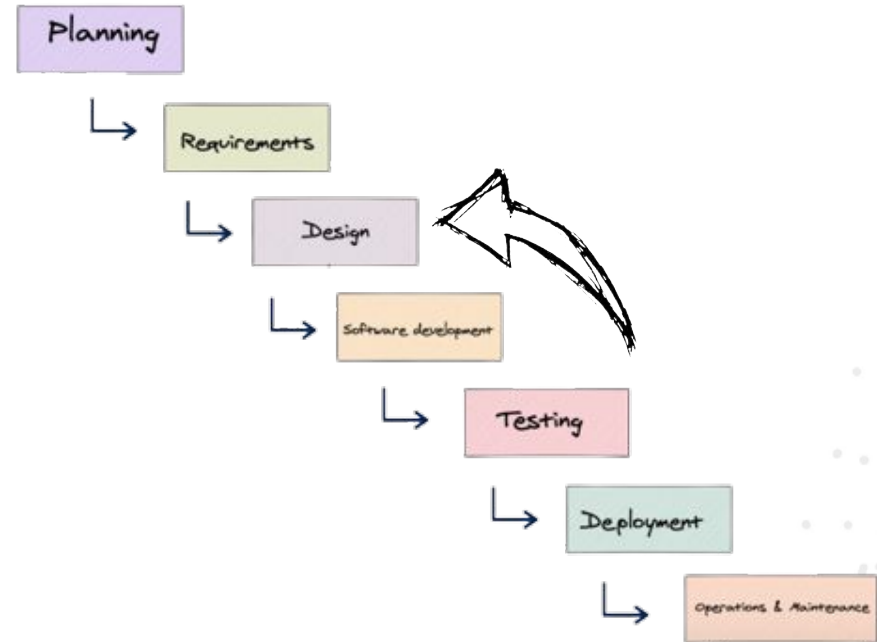 Planning
Requirements
Design
Software development
Testing
Deployment
Operations & Maintenance